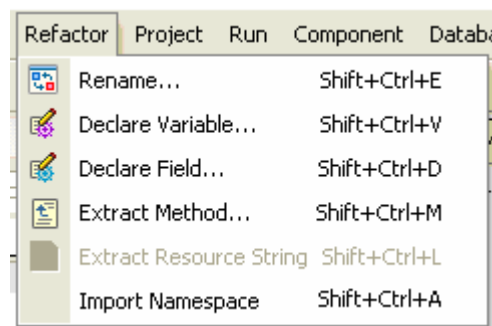 Refactor Project Run Component Datab
Rename... Shift+Ctrl+E
Declare Variable... Shift+Ctrl+V
Declare Field... Shift+Ctrl+D
Extract Method... Shift+Ctrl+M
Extract Resource String Shift+Ctrl+L
Import Namespace Shift+Ctrl+A